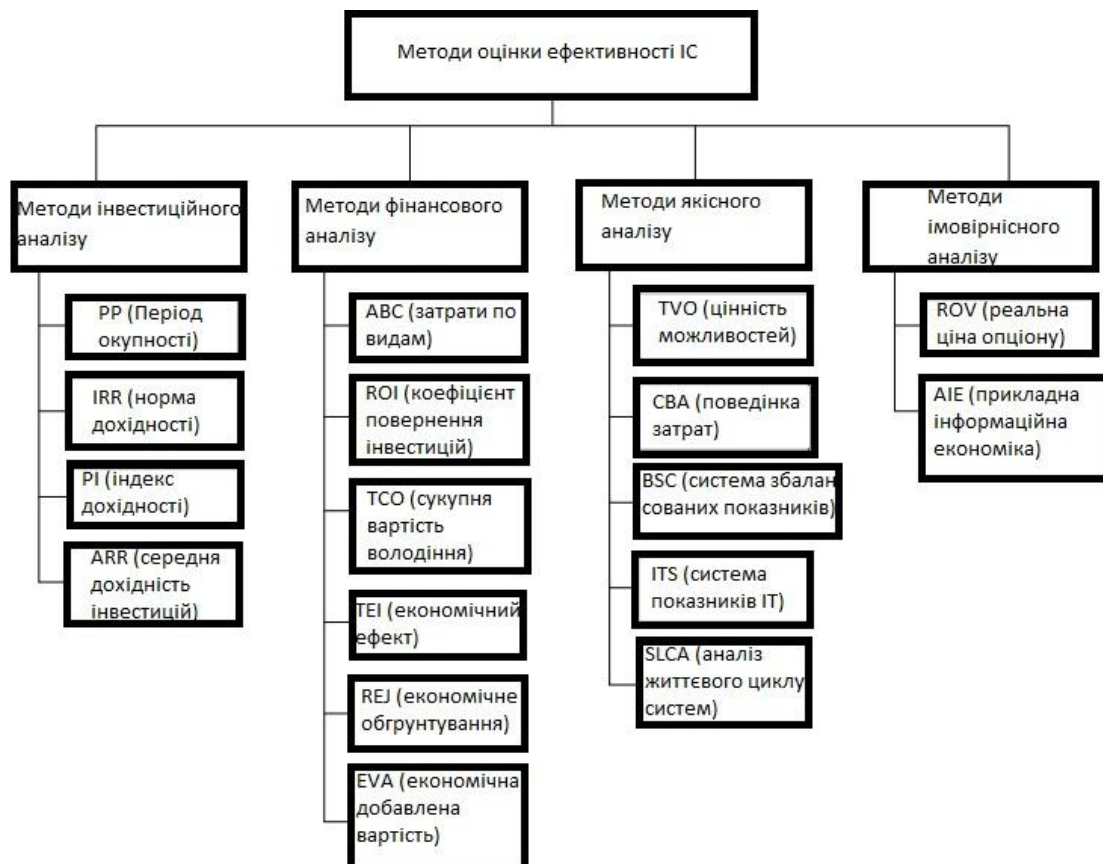 Методи оцінки ефективності ІС
Методи інвестиційного
аналізу
PP (Період
окупності)
IRR (норма
дохідності)
PI (індекс
дохідності)
ARR (середня
дохідність
інвестицій)
Методи фінансового
аналізу
ABC (затрати по
видам)
ROI (коефіцієнт
повернення
інвестицій)
TCO (сукупня
вартість
володіння)
TEI (економічний
ефект)
REJ (економічне
обгрунтування)
EVA (економічна
добавлена
вартість)
Методи якісного
аналізу
TVO (цінність
можливостей)
CBA (поведінка
затрат)
BSC (система збалан
сованих показників)
ITS (система
показників ІТ)
SLCA (аналіз
життєвого циклу
систем)
Методи
імовірнісного
аналізу
ROV (реальна
ціна опціону)
AIE (прикладна
інформаційна
економіка)